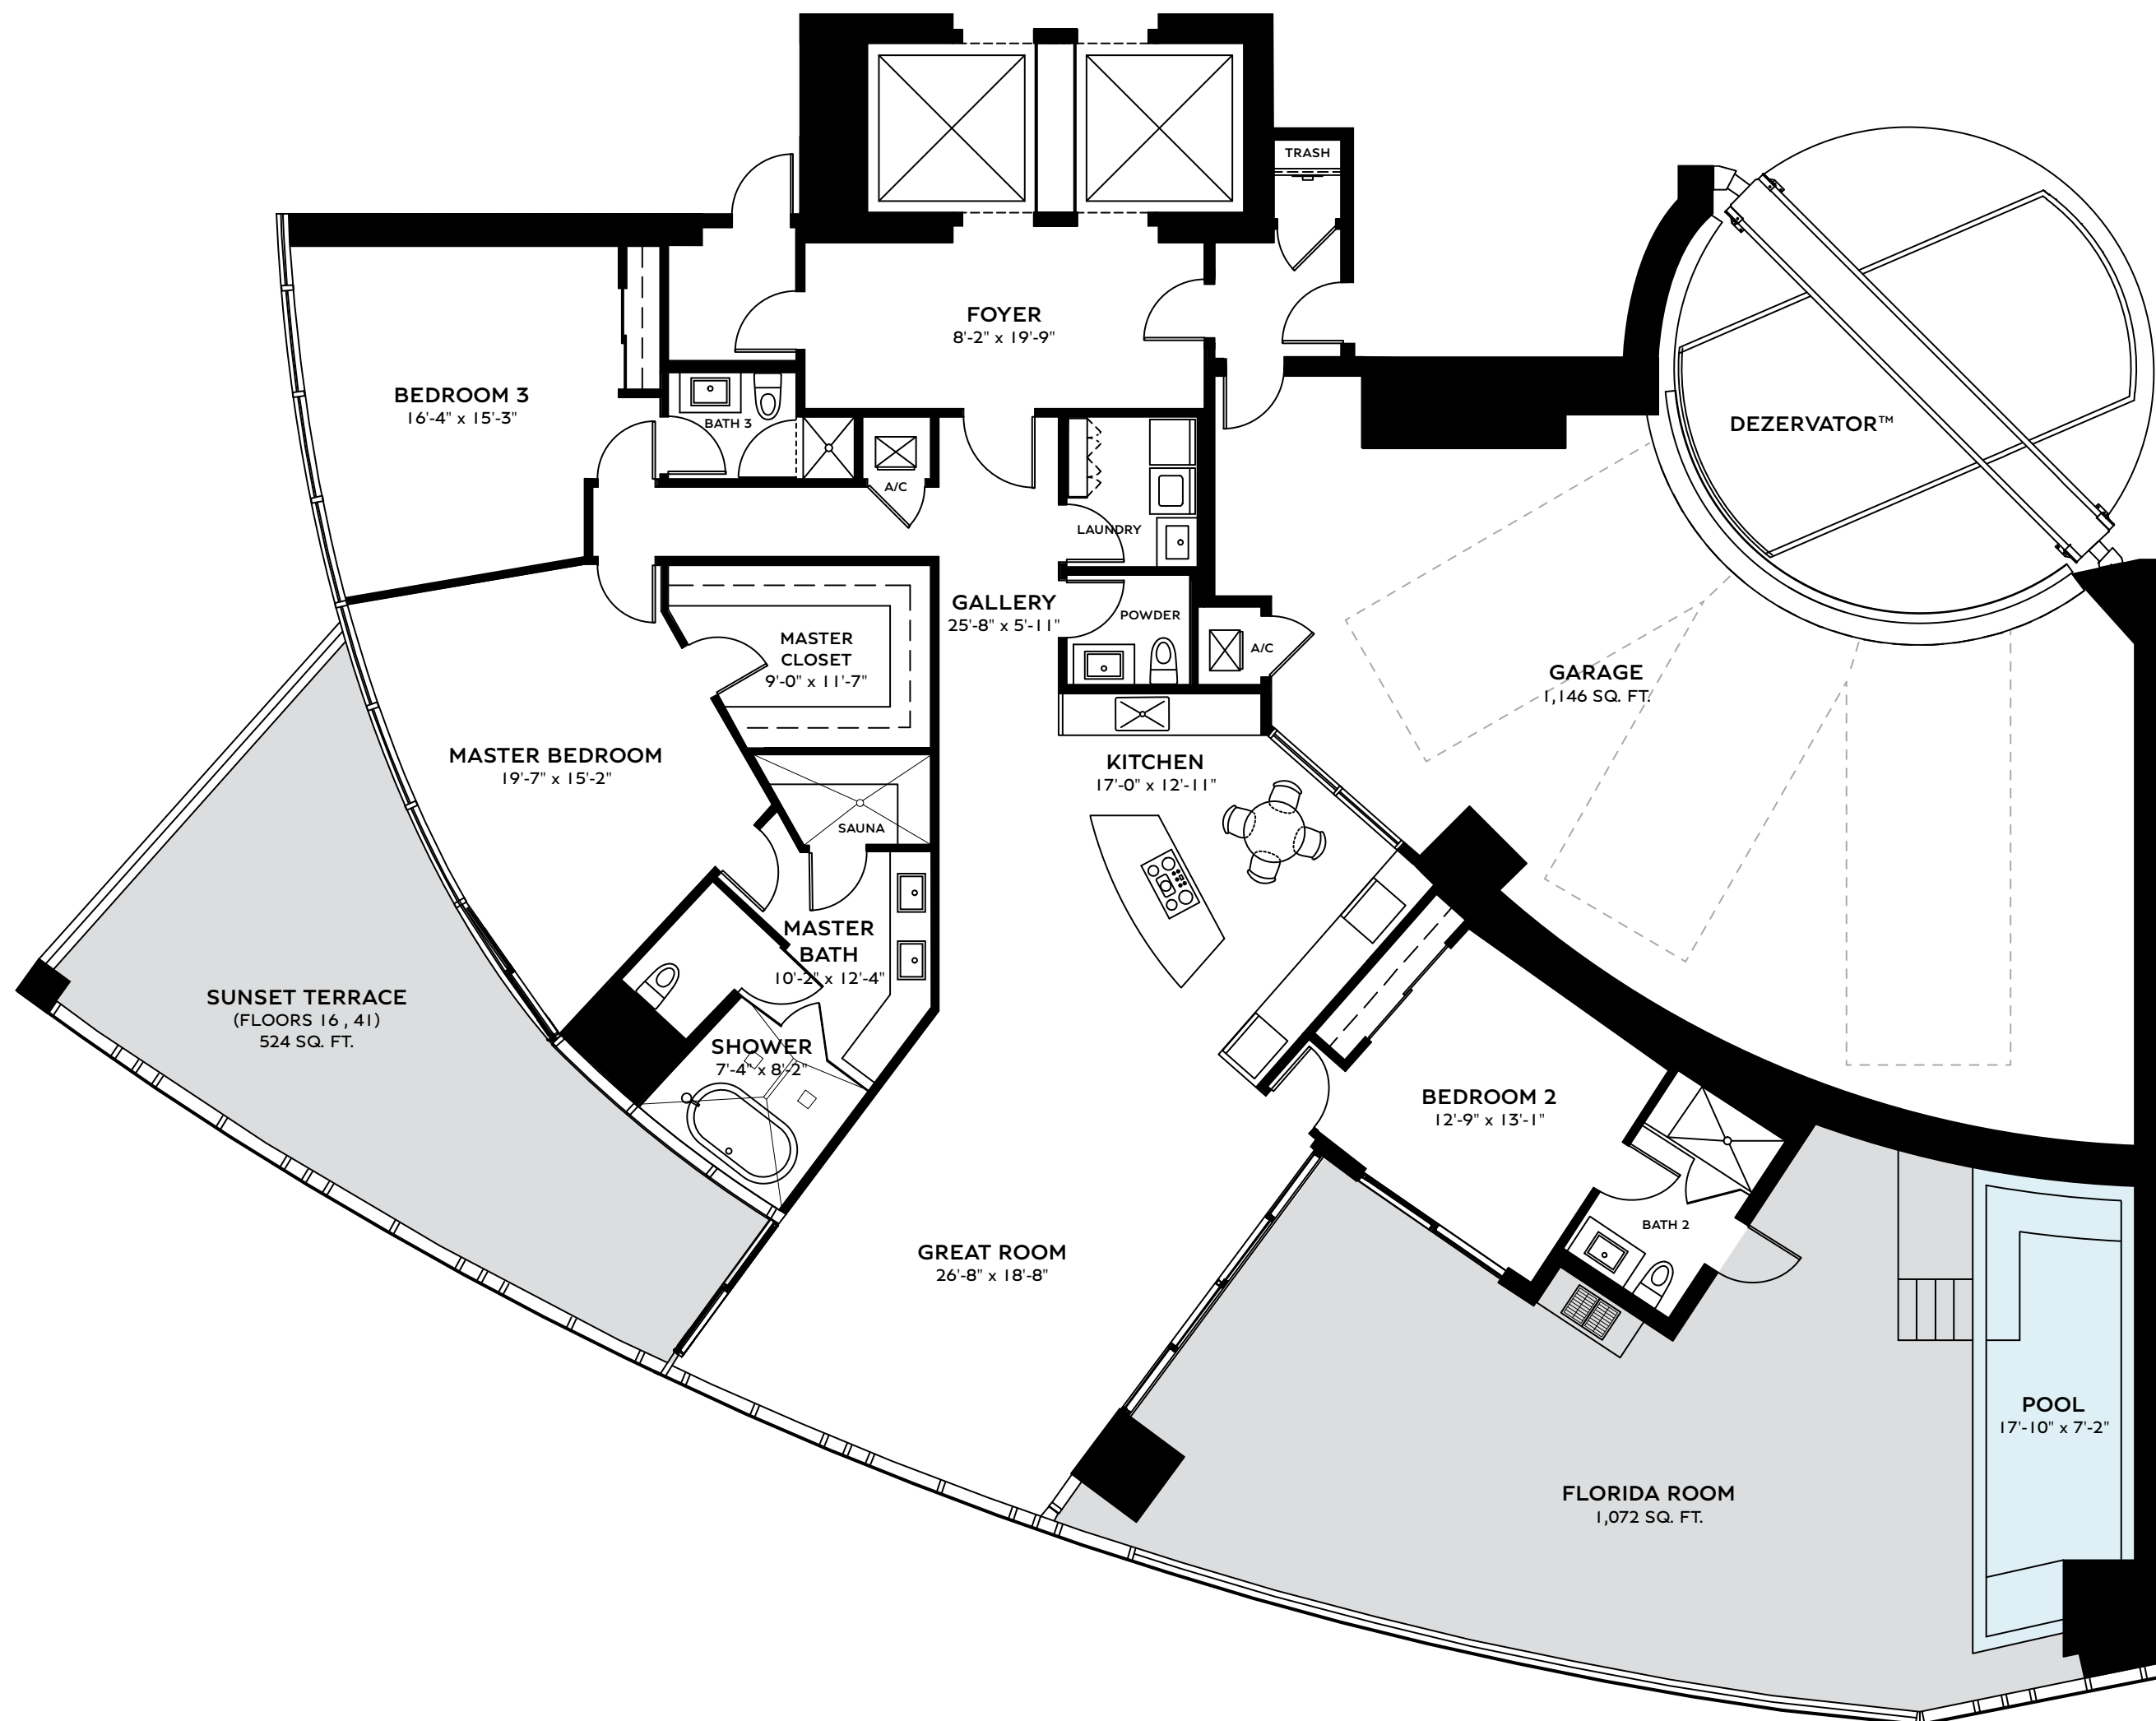 TRASH
FOYER
8'-2" x 19'-9"
BEDROOM 3
16'-4" x 15'-3"
BATH 3
A/C
DEZERVATOR™
LAUNDRY
GALLERY
25'-8" x 5'-11"
POWDER
A/C
MASTER
CLOSET
9'-0" x 11'-7"
GARAGE
1,146 SQ. FT.
MASTER BEDROOM
19'-7" x 15'-2"
KITCHEN
17'-0" x 12'-11"
SAUNA
MASTER
BATH
10'-2" x 12'-4"
SUNSET TERRACE
(FLOORS 16 , 41)
524 SQ. FT.
SHOWER
7'-4" x 8'-2"
BEDROOM 2
12'-9" x 13'-1"
BATH 2
GREAT ROOM
26'-8" x 18'-8"
POOL
17'-10" x 7'-2"
FLORIDA ROOM
1,072 SQ. FT.